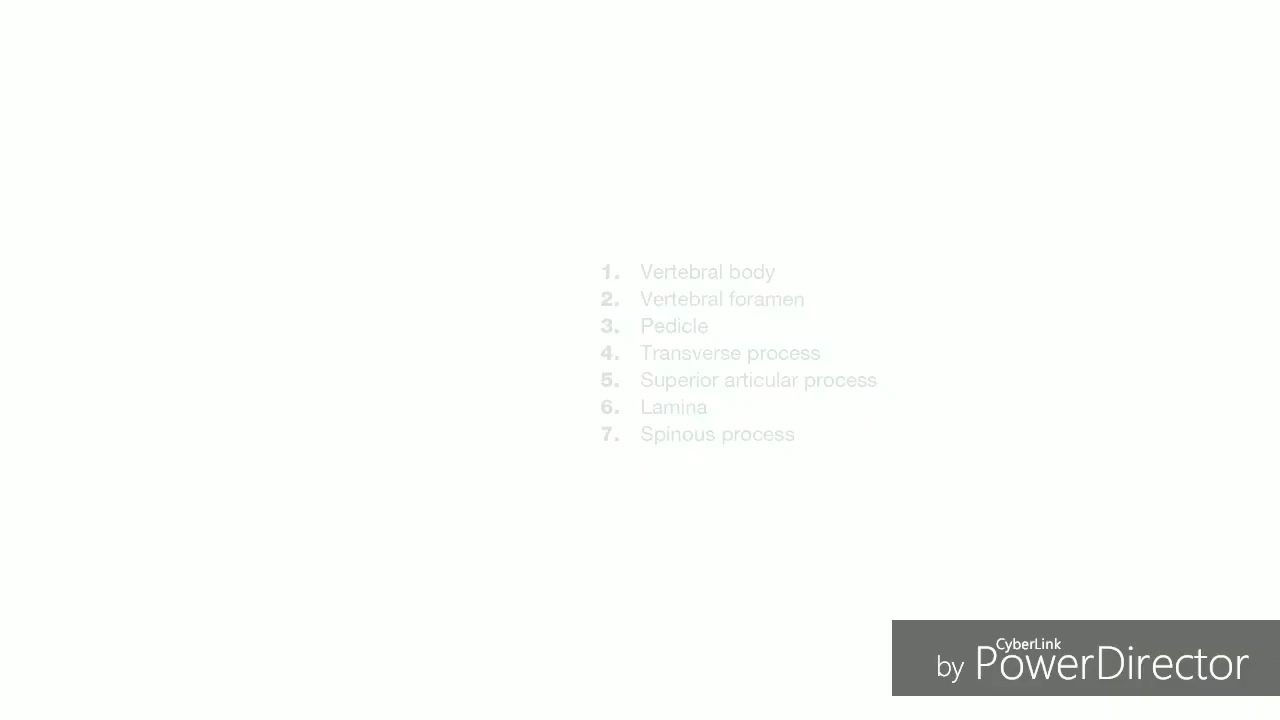 1. Vertebral body
2. Vertebral foramen
3. Pedicle
4. Transverse process
5. Superior articular process
6. Lamina
7. Spinous process
CyberLink
by PowerDirector